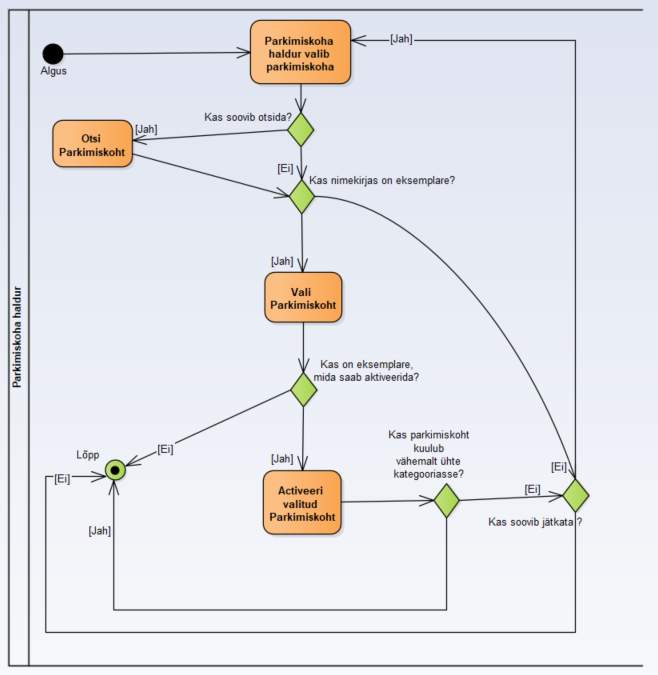 Parkimiskoha haldur
Algus
Parkimiskoha
haldur valib
parkimiskoha
[Jah]
Kas soovib otsida?
[Jah]
Otsi
Parkimiskoht
[Ei]
Kas nimekirjas on eksemplare?
[Jah]
Vali
Parkimiskoht
Kas on eksemplare,
mida saab aktiveerida?
[Ei]
Lõpp
[Ei]
[Jah]
Activeeri
valitud
Parkimiskoht
Kas parkimiskoht
kuulub
vähemalt ühte
kategooriasse?
[Ei]
[Ei]
Kas soovib jätkata ?
[Jah]